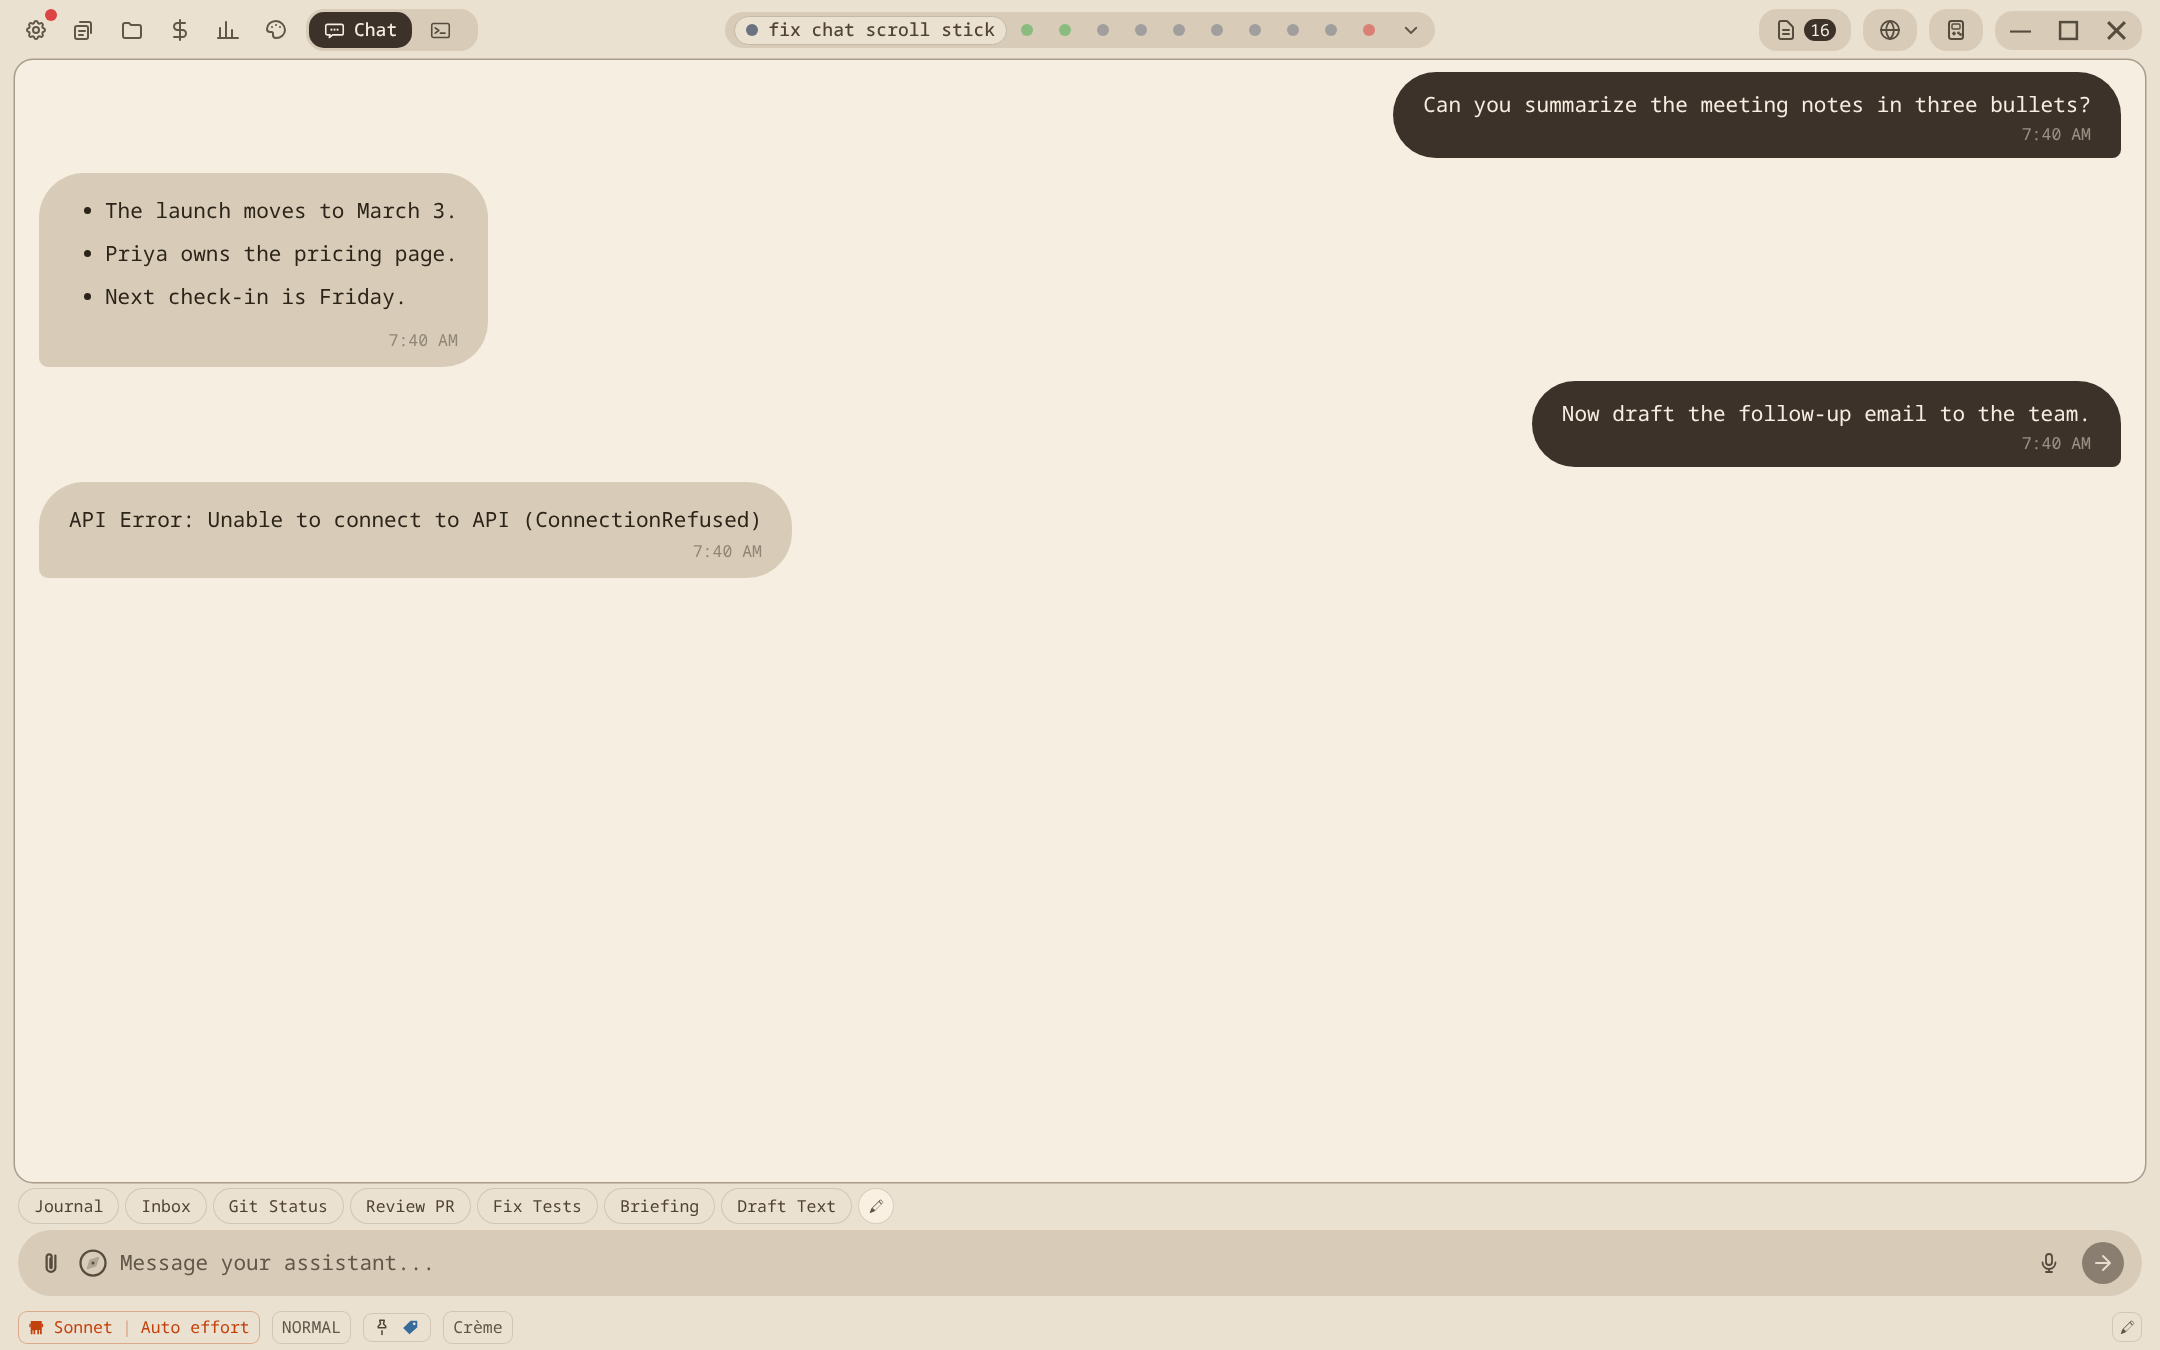 Chat
fix chat scroll stick
16
Can you summarize the meeting notes in three bullets?
7:40 AM
• The launch moves to March 3.
• Priya owns the pricing page.
• Next check-in is Friday.
7:40 AM
Now draft the follow-up email to the team.
7:40 AM
API Error: Unable to connect to API (ConnectionRefused)
7:40 AM
Journal
Inbox
Git Status
Review PR
Fix Tests
Briefing
Draft Text
Message your assistant...
Sonnet | Auto effort
NORMAL
Crème